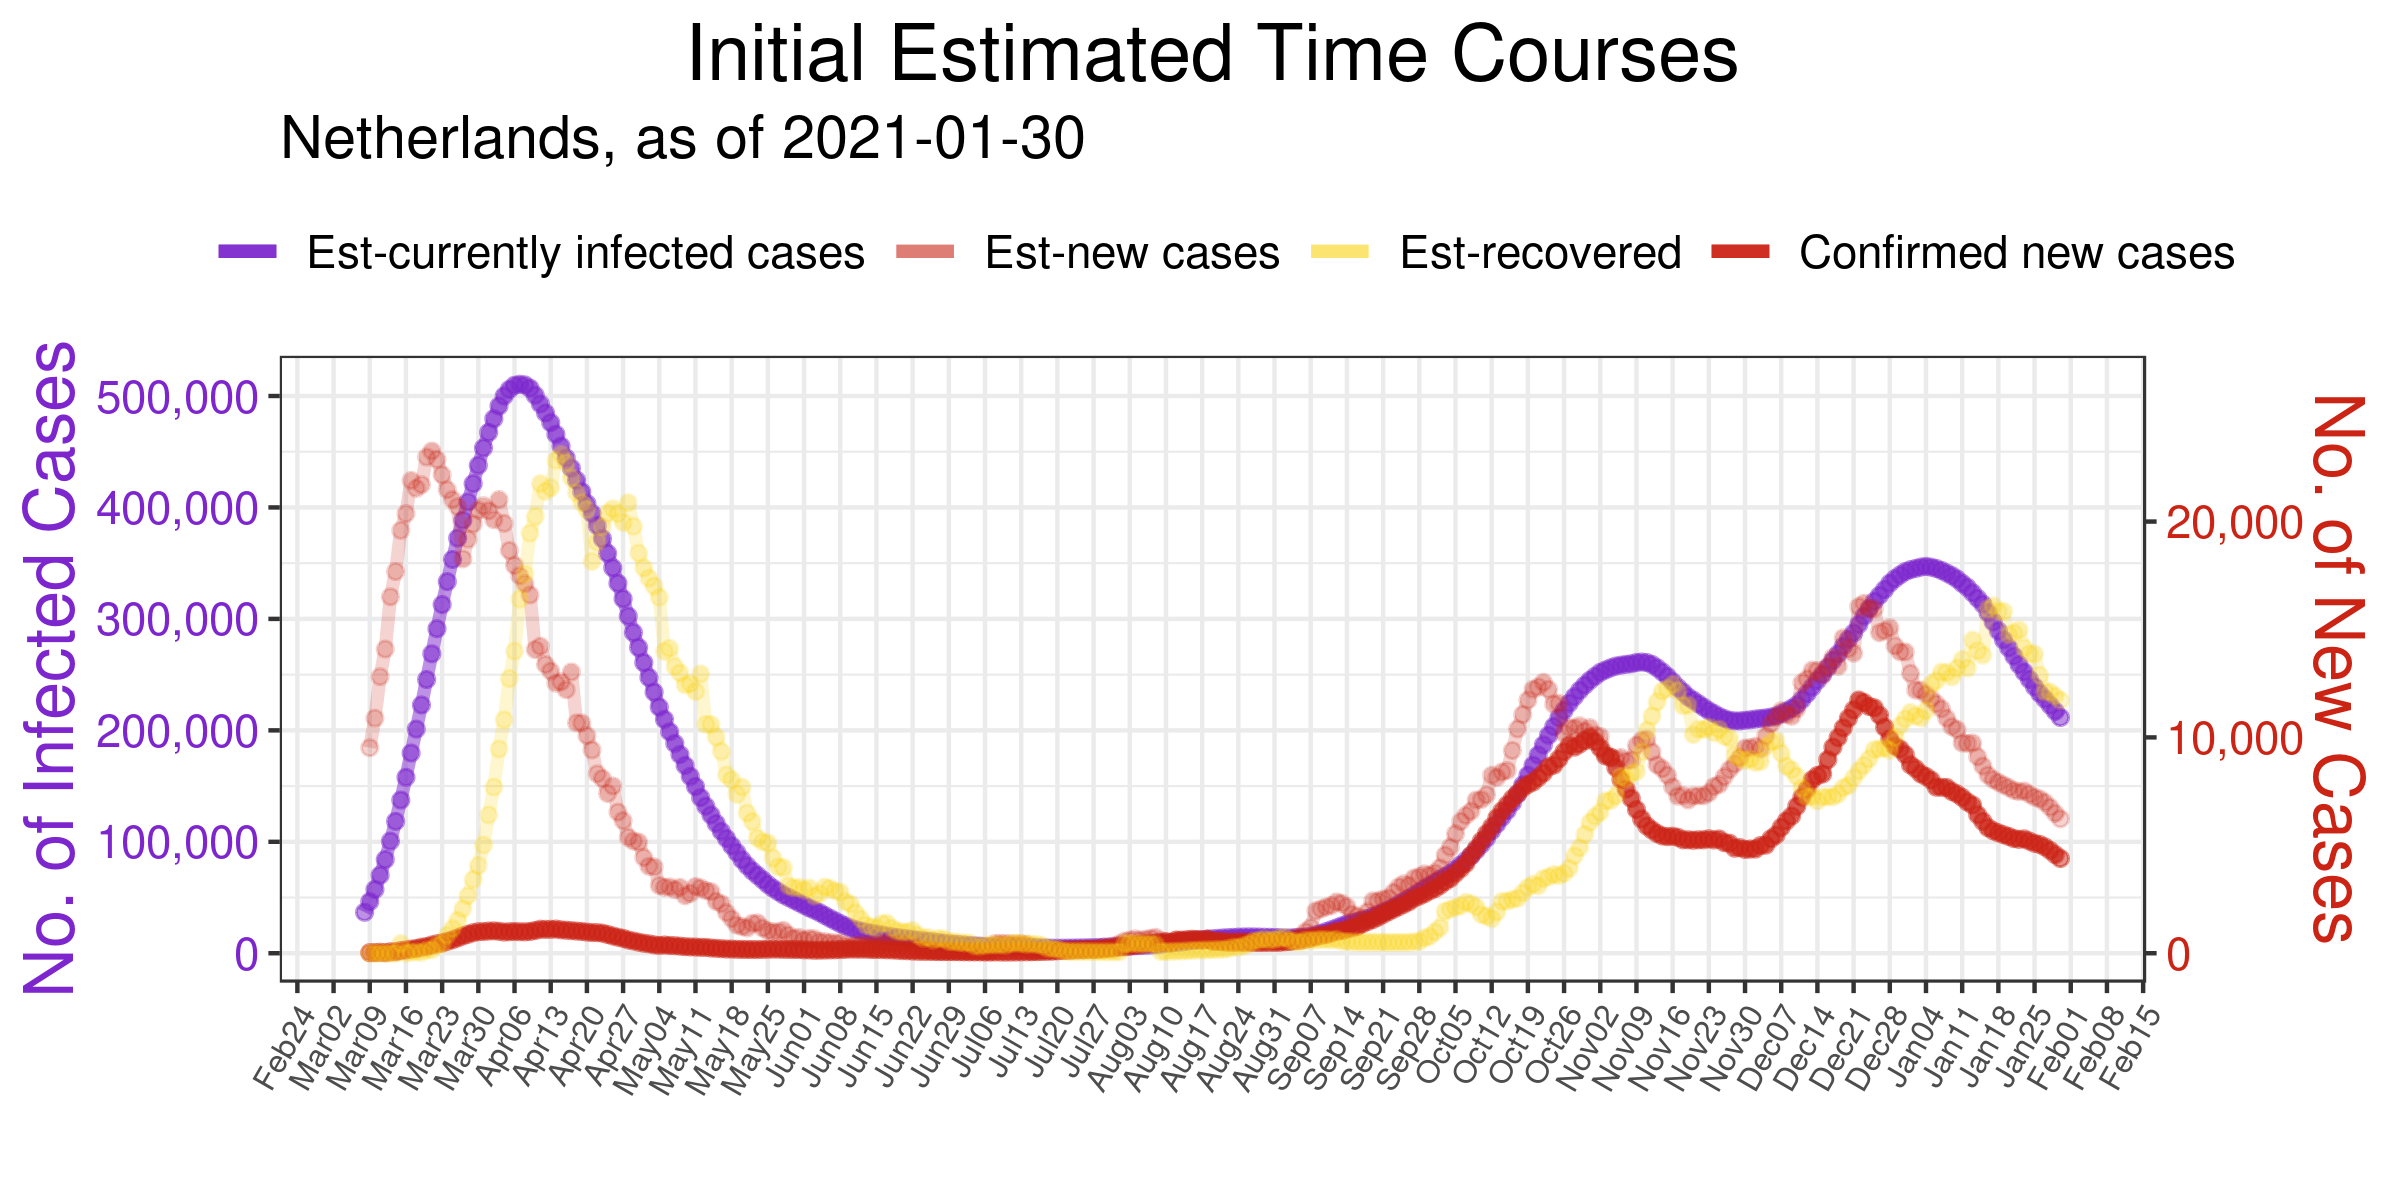 Initial Estimated Time Courses
Netherlands, as of 2021-01-30
Est-currently infected cases Est-new cases Est-recovered Confirmed new cases
No. of Infected Cases
500,000
400,000
300,000
200,000
100,000
0
20,000
10,000
0
No. of New Cases
Feb24 Mar02 Mar09 Mar16 Mar23 Mar30 Apr06 Apr13 Apr20 Apr27 May04 May11 May18 May25 Jun01 Jun08 Jun15 Jun22 Jun29 Jul06 Jul13 Jul20 Jul27 Aug03 Aug10 Aug17 Aug24 Aug31 Sep07 Sep14 Sep21 Sep28 Oct05 Oct12 Oct19 Oct26 Nov02 Nov09 Nov16 Nov23 Nov30 Nov07 Dec14 Dec21 Dec28 Dec04 Jan11 Jan18 Jan25 Feb01 Feb08 Feb15